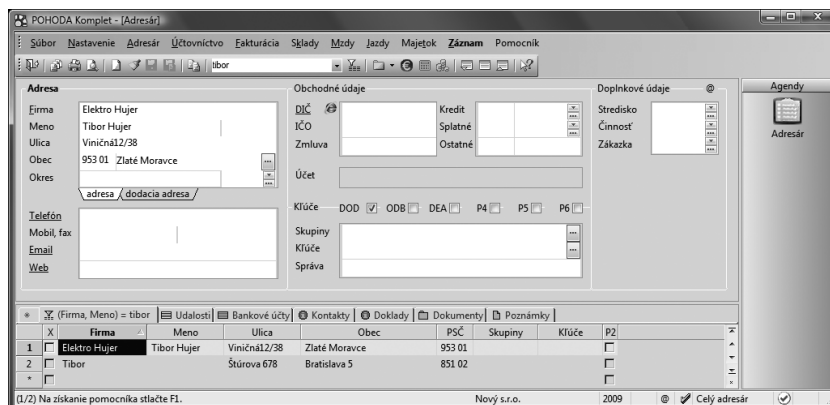 POHODA Komplet - [Adresár]
Súbor Nastavenie Adresár Účtovníctvo Fakturácia Sklady Mzdy Jazdy Majetok Záznam Pomocník
tibor
Adresa Obchodné údaje Doplnkové údaje @ Agendy
Firma Elektro Hujer DIČ Kredit Stredisko
Meno Tibor Hujer IČO Splatné Činnosť
Ulica Viničná12/38 Zmluva Ostatné Zákazka Adresár
Obec 953 01 Zlaté Moravce
Okres Účet
adresa dodacia adresa
Kľúče DOD ODB DEA P4 P5 P6
Telefón
Mobil, fax Skupiny
Email Kľúče
Web Správa
(Firma, Meno) = tibor Udalosti Bankové účty Kontakty Doklady Dokumenty Poznámky
X Firma Meno Ulica Obec PSČ Skupiny Kľúče P2
1 Elektro Hujer Tibor Hujer Viničná12/38 Zlaté Moravce 953 01
2 Tibor Štúrova 678 Bratislava 5 851 02
*
(1/2) Na získanie pomocníka stlačte F1. Nový s.r.o. 2009 @ Celý adresár